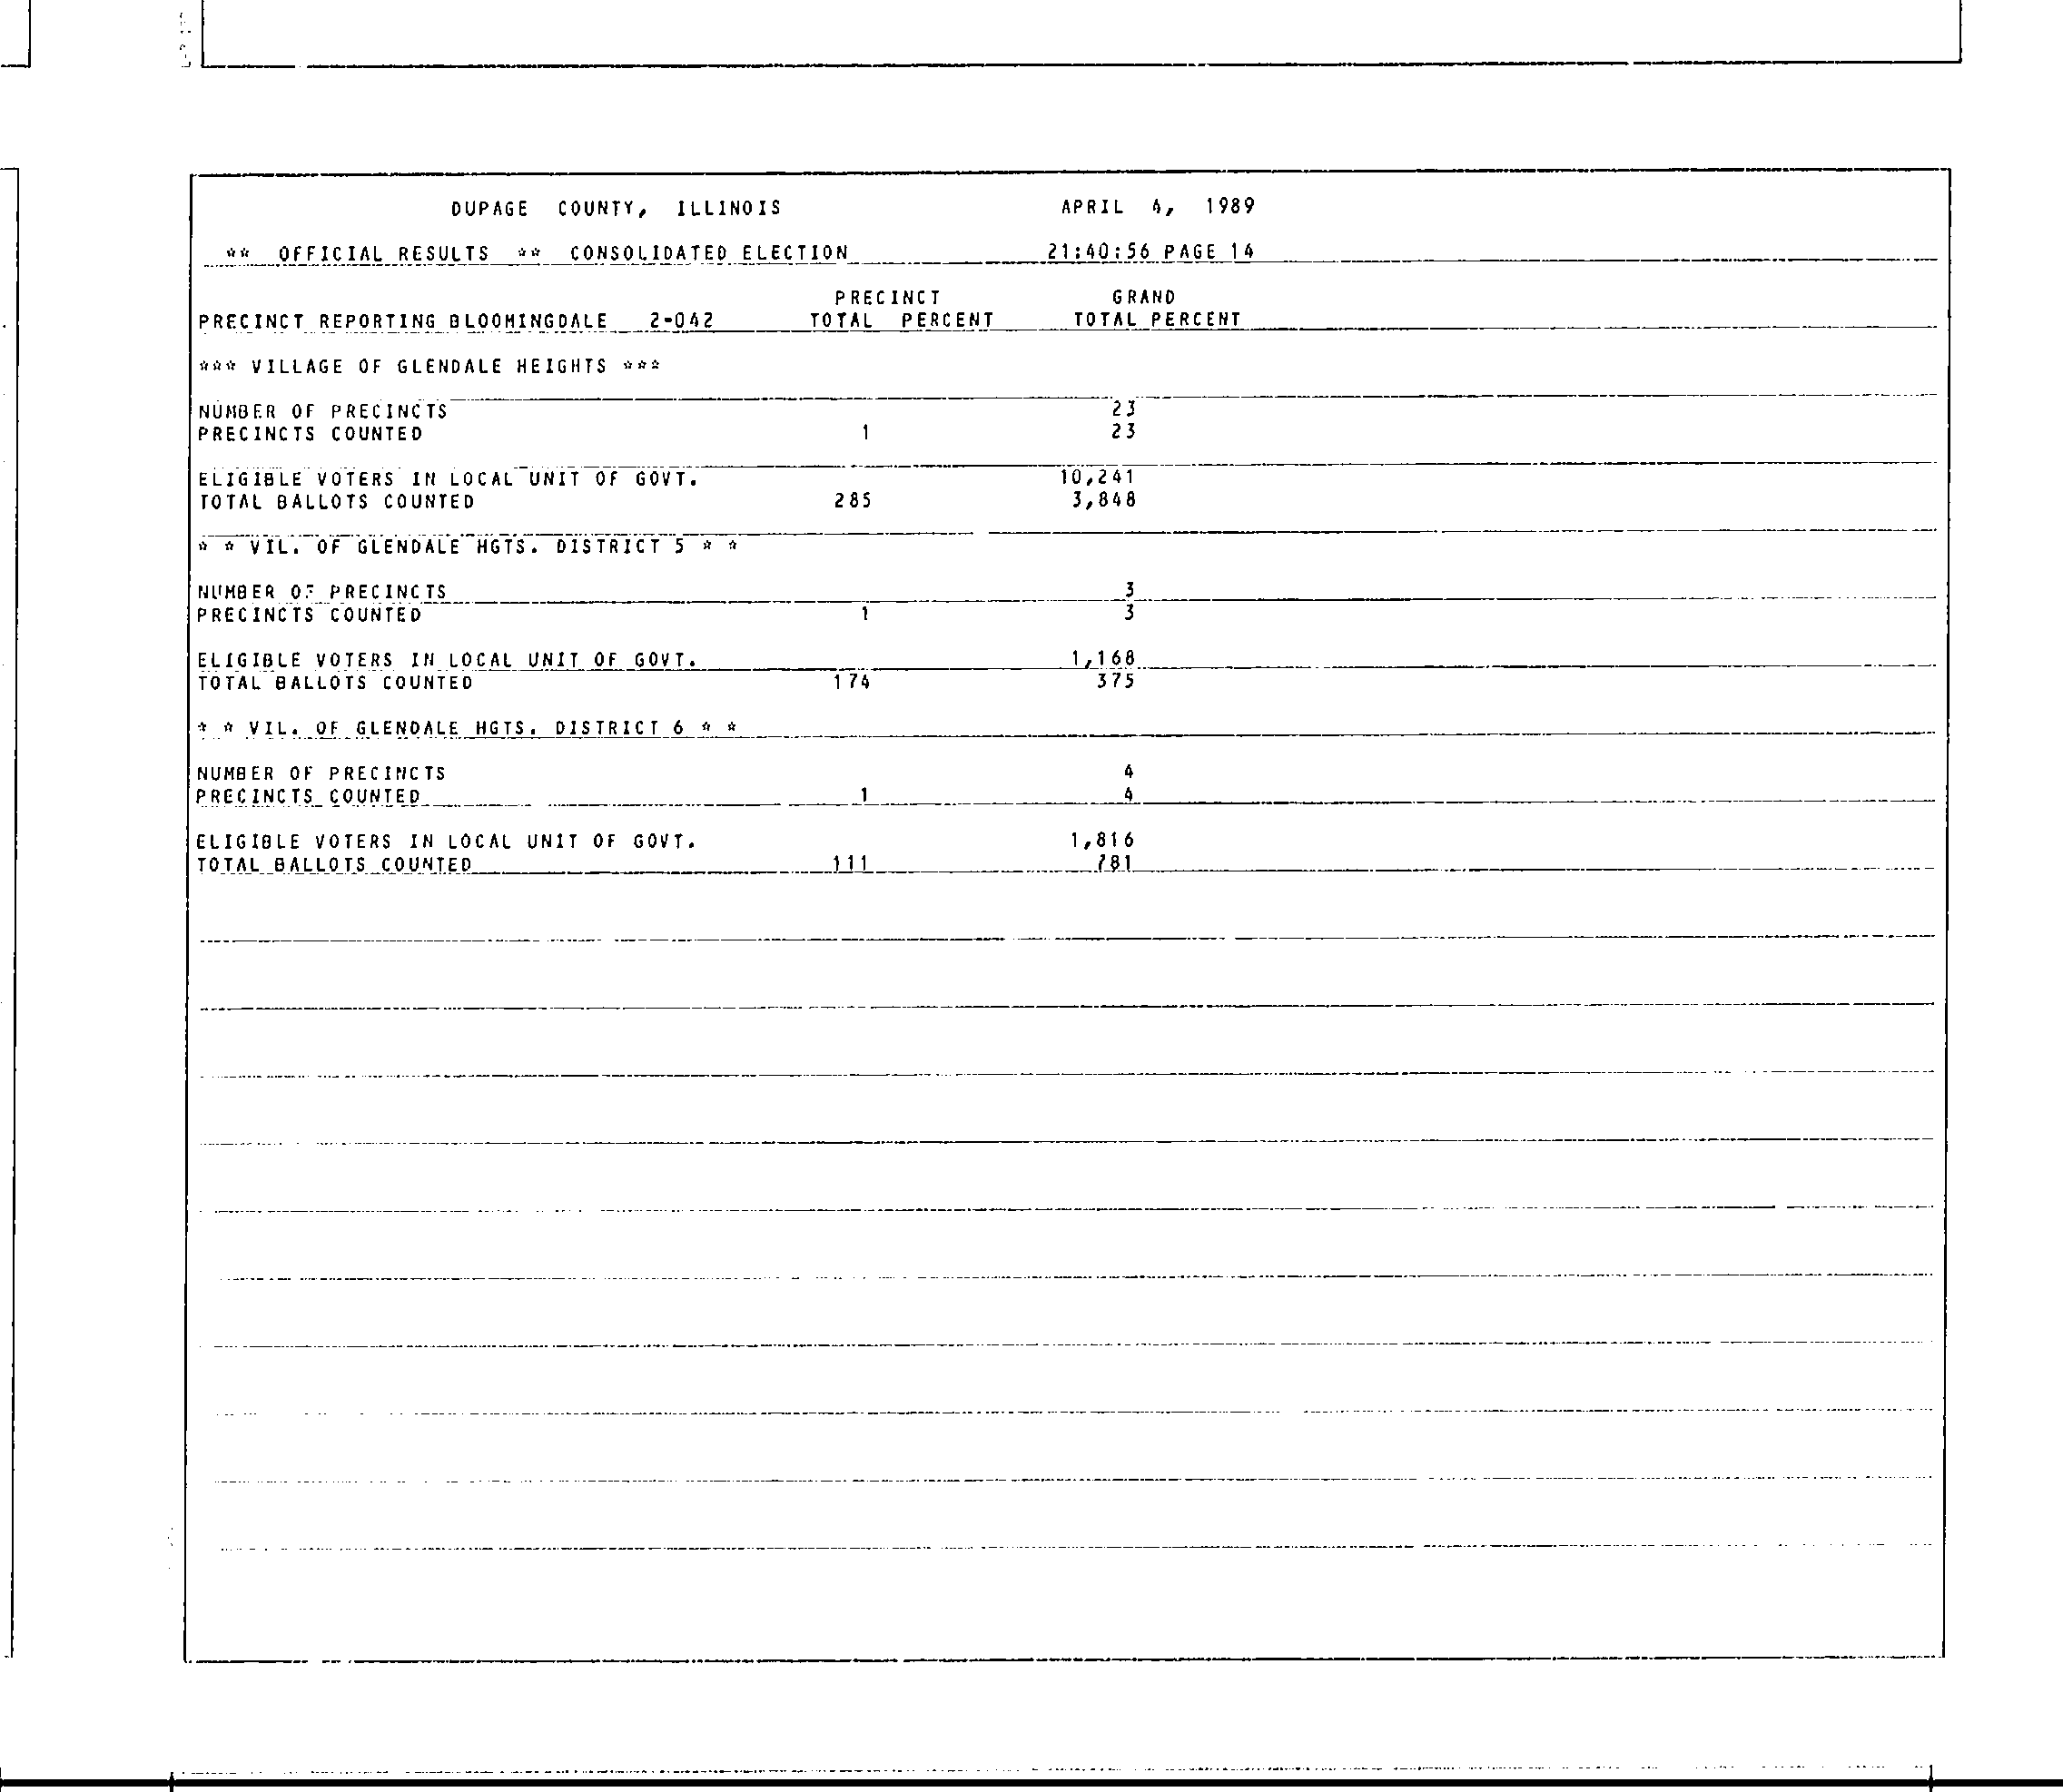 DUPAGE COUNTY, ILLINOIS APRIL 4, 1989
** OFFICIAL RESULTS ** CONSOLIDATED ELECTION 21:40:56 PAGE 14
PRECINCT GRAND
PRECINCT REPORTING BLOOMINGDALE 2-042 TOTAL PERCENT TOTAL PERCENT
*** VILLAGE OF GLENDALE HEIGHTS ***
NUMBER OF PRECINCTS 23
PRECINCTS COUNTED 1 23
ELIGIBLE VOTERS IN LOCAL UNIT OF GOVT. 10,241
TOTAL BALLOTS COUNTED 285 3,848
* * VIL. OF GLENDALE HGTS. DISTRICT 5 * *
NUMBER OF PRECINCTS 3
PRECINCTS COUNTED 1 3
ELIGIBLE VOTERS IN LOCAL UNIT OF GOVT. 1,168
TOTAL BALLOTS COUNTED 174 375
* * VIL. OF GLENDALE HGTS. DISTRICT 6 * *
NUMBER OF PRECINCTS 4
PRECINCTS COUNTED 1 4
ELIGIBLE VOTERS IN LOCAL UNIT OF GOVT. 1,816
TOTAL BALLOTS COUNTED 111 781